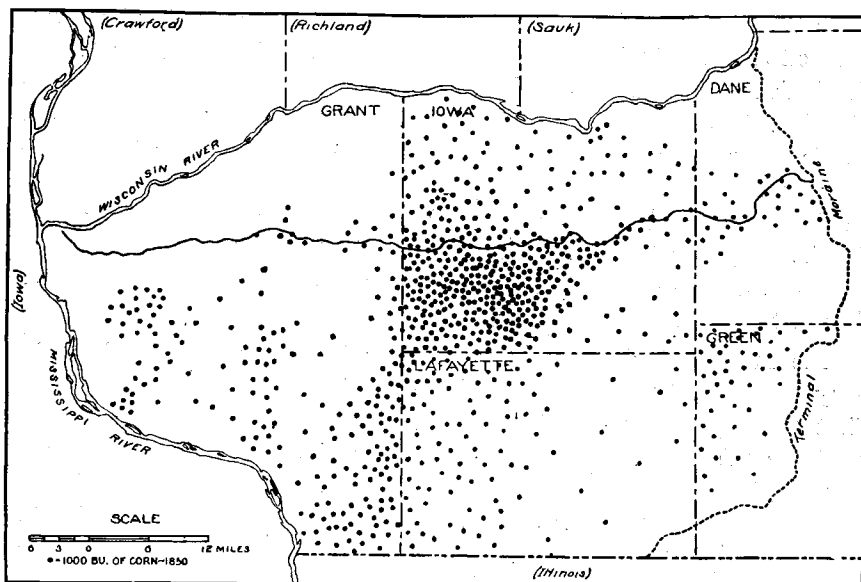 (Crawford)
(Richland)
(Sauk)
DANE
GRANT
IOWA
WISCONSIN RIVER
Moraine
(Iowa)
GREEN
LAFAYETTE
MISSISSIPPI
RIVER
Terminal
SCALE
6 3 0 6 12 MILES
•-1000 BU. OF CORN-1850
(Illinois)